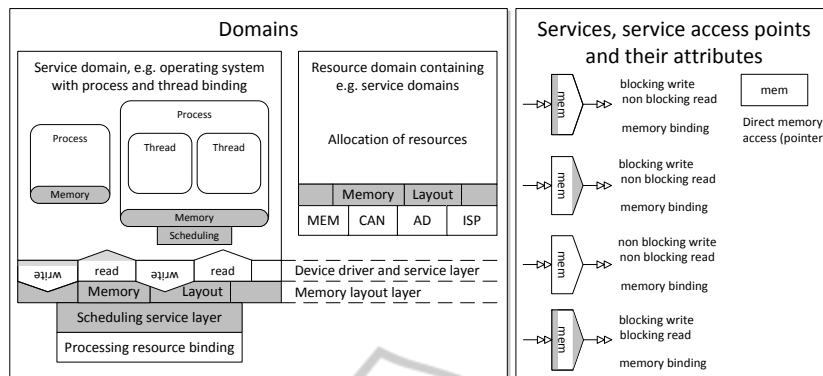 Domains
Service domain, e.g. operating system
with process and thread binding
Process
Memory
Process
Thread
Thread
Memory
Scheduling
write
read
write
read
Device driver and service layer
Memory
Layout
Memory layout layer
Scheduling service layer
Processing resource binding
Resource domain containing
e.g. service domains
Allocation of resources
Memory
Layout
MEM
CAN
AD
ISP
Services, service access points
and their attributes
mem
blocking write
non blocking read
memory binding
mem
Direct memory
access (pointer
mem
blocking write
non blocking read
memory binding
mem
non blocking write
non blocking read
memory binding
mem
blocking write
blocking read
memory binding